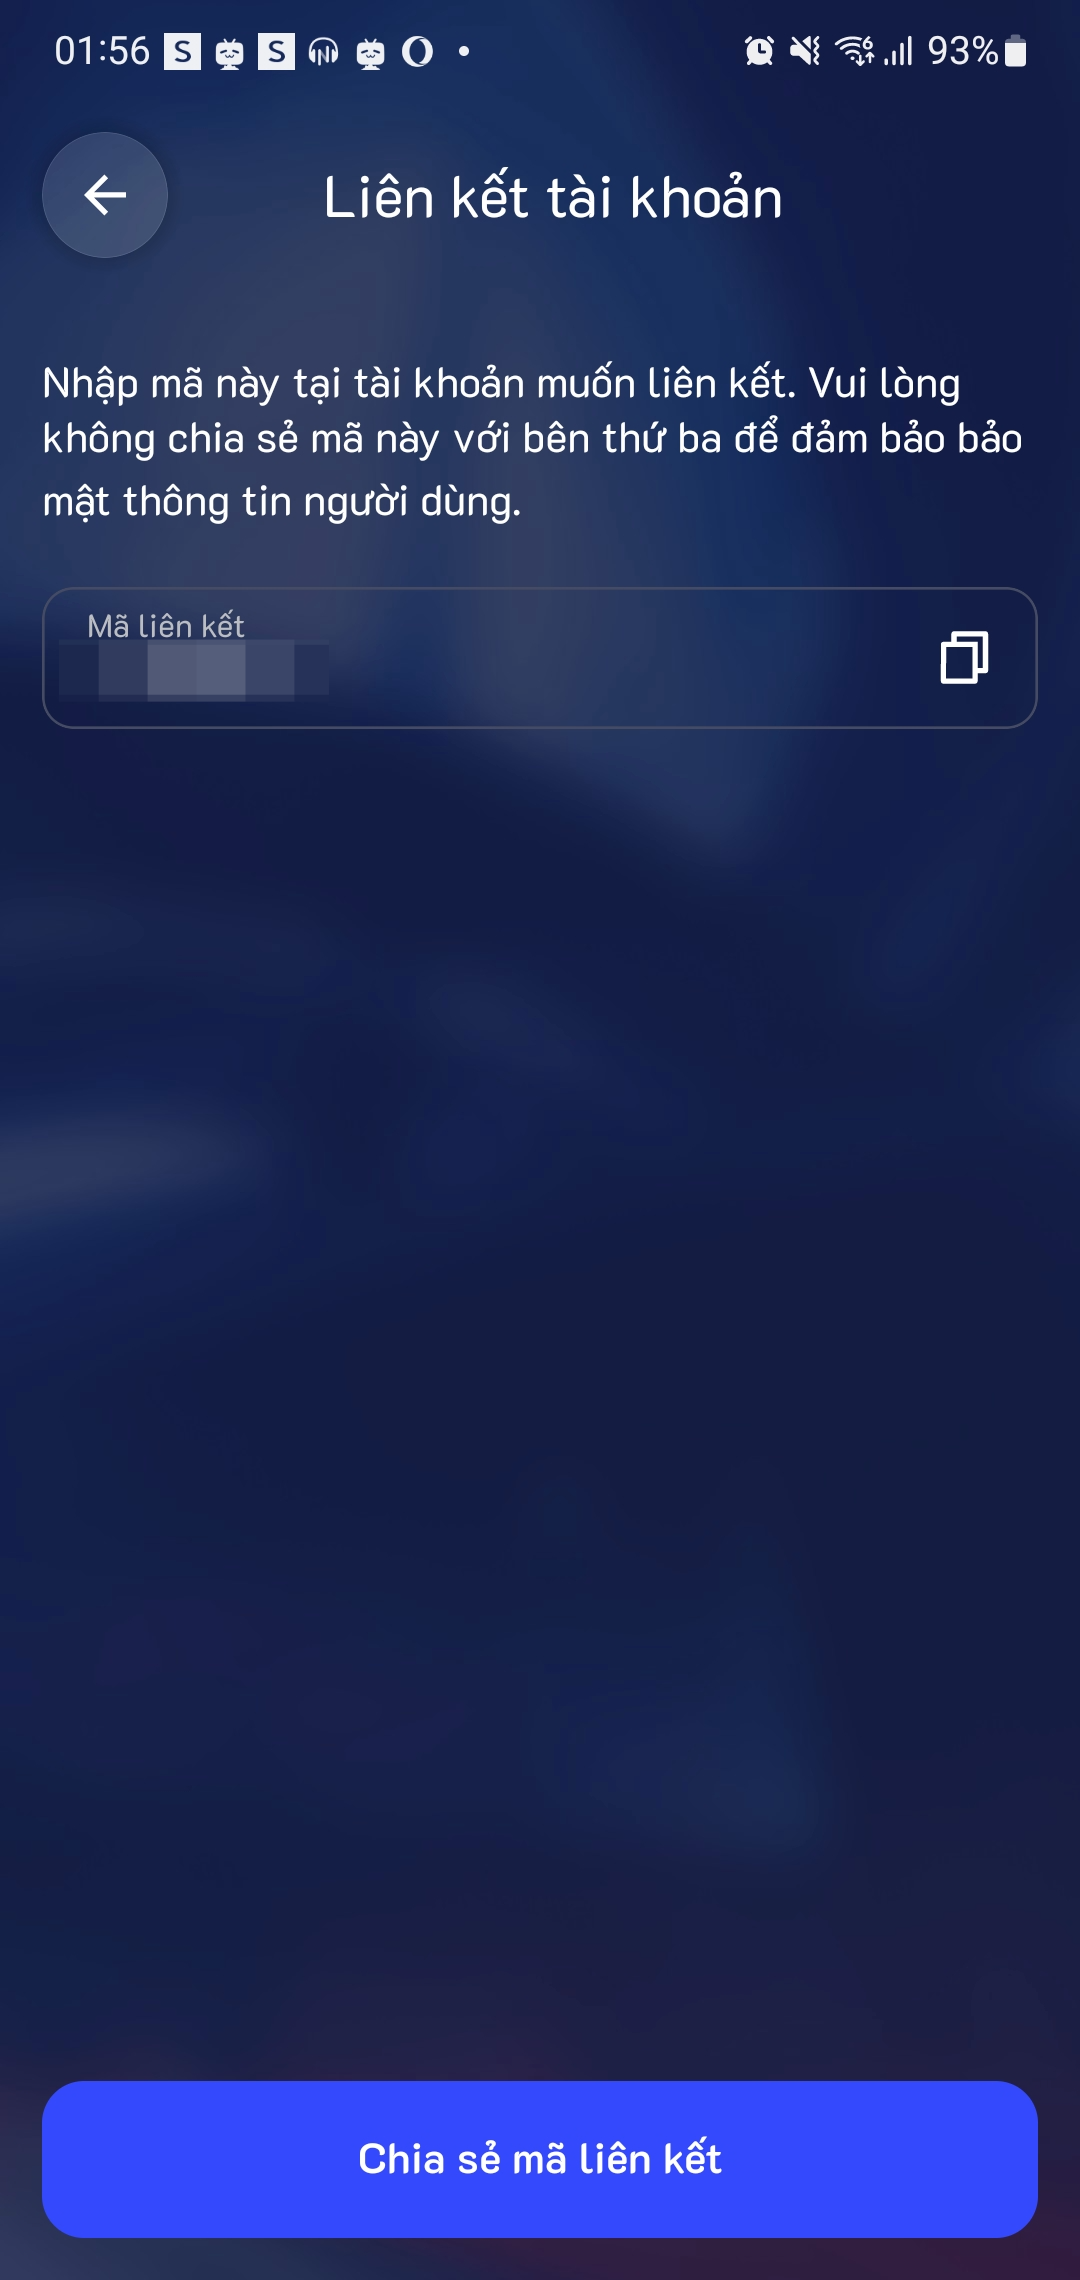 01:56 S S 93%
Liên kết tài khoản
Nhập mã này tại tài khoản muốn liên kết. Vui lòng
không chia sẻ mã này với bên thứ ba để đảm bảo bảo
mật thông tin người dùng.
Mã liên kết
Chia sẻ mã liên kết